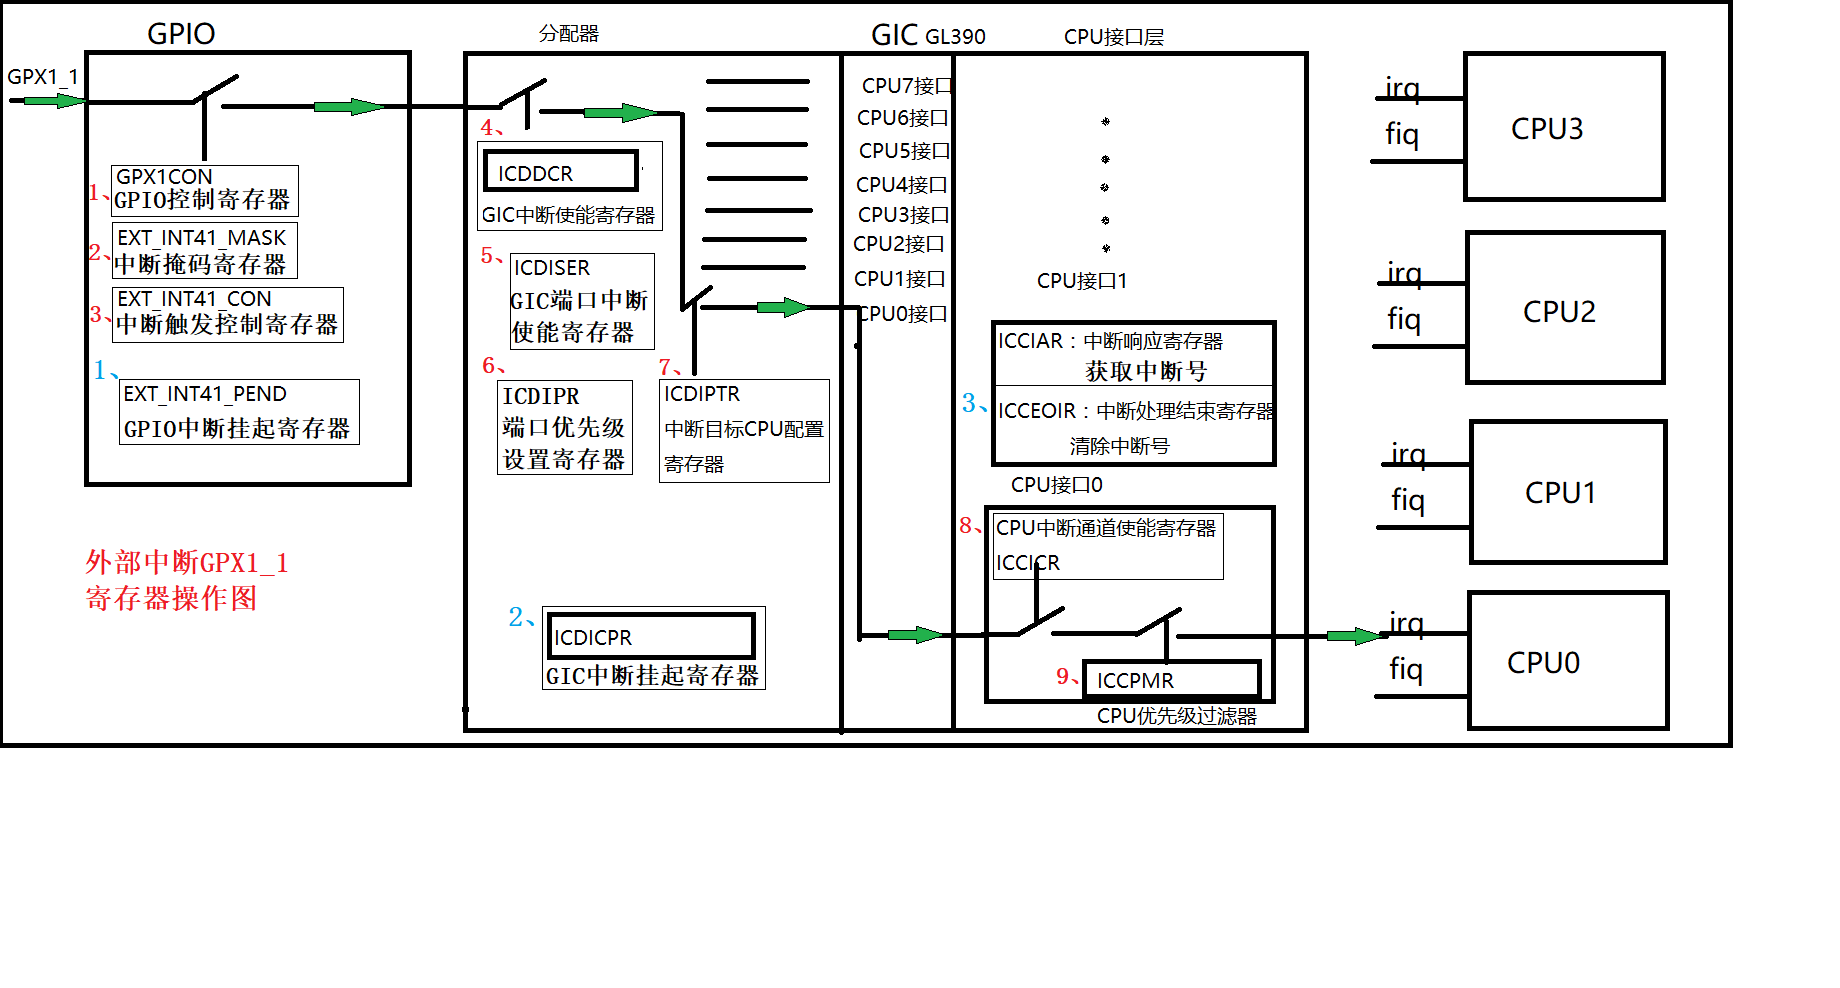 GPIO
GPX1_1
1、
GPX1CON
GPIO控制寄存器
2、
EXT_INT41_MASK
中断掩码寄存器
3、
EXT_INT41_CON
中断触发控制寄存器
1、
EXT_INT41_PEND
GPIO中断挂起寄存器
外部中断GPX1_1
寄存器操作图
分配器
GIC GL390
CPU接口层
4、
ICDDCR
GIC中断使能寄存器
5、
ICDISER
GIC端口中断
使能寄存器
6、
ICDIPR
端口优先级
设置寄存器
7、
ICDIPTR
中断目标CPU配置
寄存器
2、
ICDICPR
GIC中断挂起寄存器
CPU7接口
CPU6接口
CPU5接口
CPU4接口
CPU3接口
CPU2接口
CPU1接口
CPU0接口
CPU接口1
3、
ICCIAR：中断响应寄存器
获取中断号
ICCEOIR：中断处理结束寄存器
清除中断号
CPU接口0
8、
CPU中断通道使能寄存器
ICCICR
9、
ICCPMR
CPU优先级过滤器
irq
fiq
CPU3
irq
fiq
CPU2
irq
fiq
CPU1
irq
fiq
CPU0